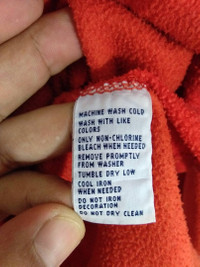 MACHINE WASH COLD
WASH WITH LIKE
COLORS
ONLY NON-CHLORINE
BLEACH WHEN NEEDED
REMOVE PROMPTLY
FROM WASHER
TUMBLE DRY LOW
COOL IRON
WHEN NEEDED
DO NOT IRON
DECORATION
DO NOT DRY CLEAN